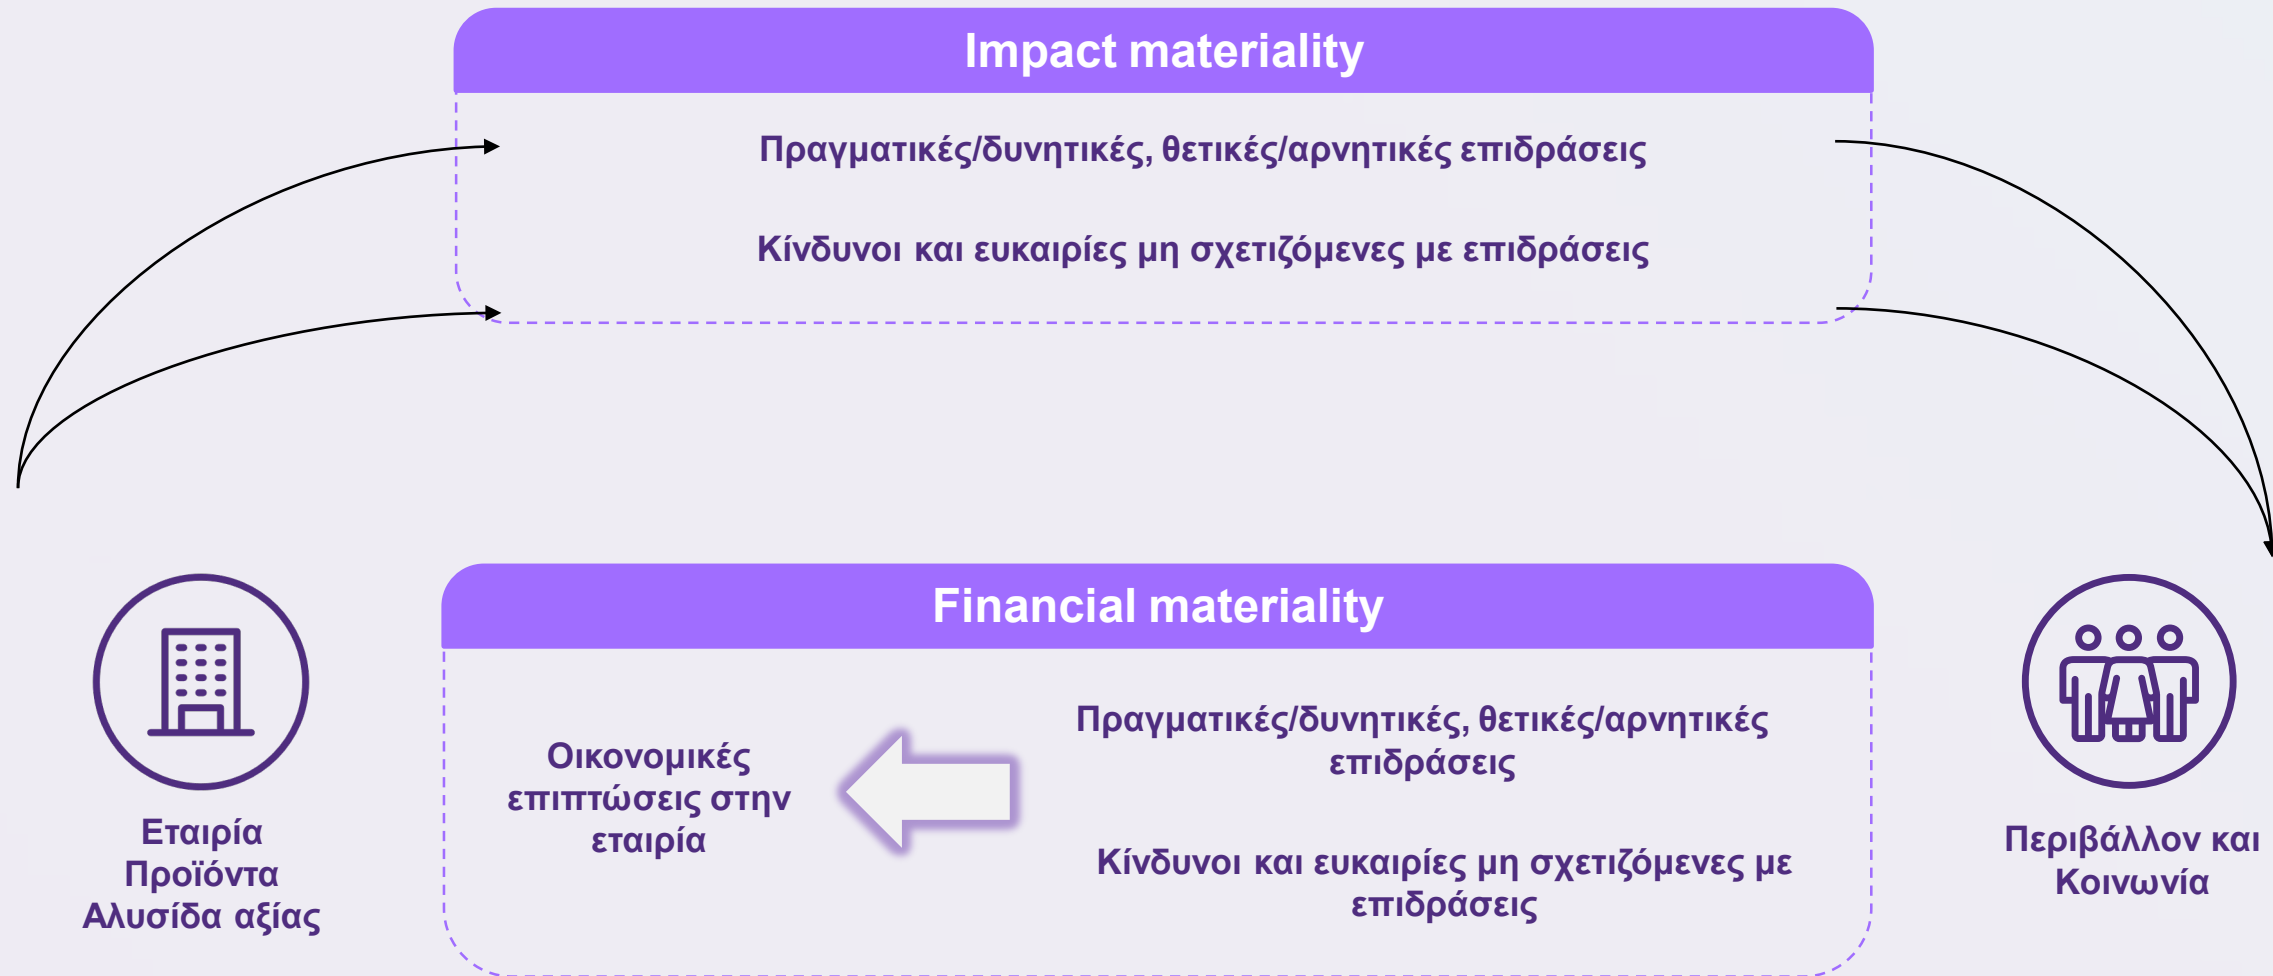 Impact materiality
Πραγματικές/δυνητικές, θετικές/αρνητικές επιδράσεις
Κίνδυνοι και ευκαιρίες μη σχετιζόμενες με επιδράσεις
Εταιρία
Προϊόντα
Αλυσίδα αξίας
Financial materiality
Οικονομικές
επιπτώσεις στην
εταιρία
Πραγματικές/δυνητικές, θετικές/αρνητικές
επιδράσεις
Κίνδυνοι και ευκαιρίες μη σχετιζόμενες με
επιδράσεις
Περιβάλλον και
Κοινωνία